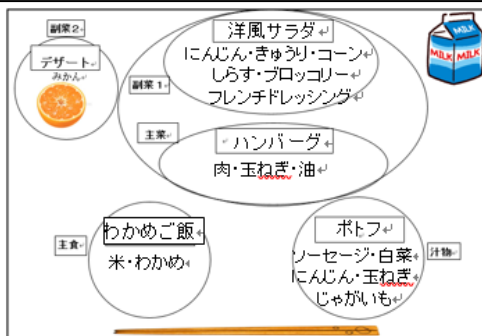 副菜2
デザート
みかん
副菜1
洋風サラダ
にんじん・きゅうり・コーン
しらす・ブロッコリー
フレンチドレッシング
MILK
MILK
MILK
主菜
ハンバーグ
肉・玉ねぎ・油
主食
わかめご飯
米・わかめ
ポトフ
ソーセージ・白菜
にんじん・玉ねぎ
じゃがいも
汁物